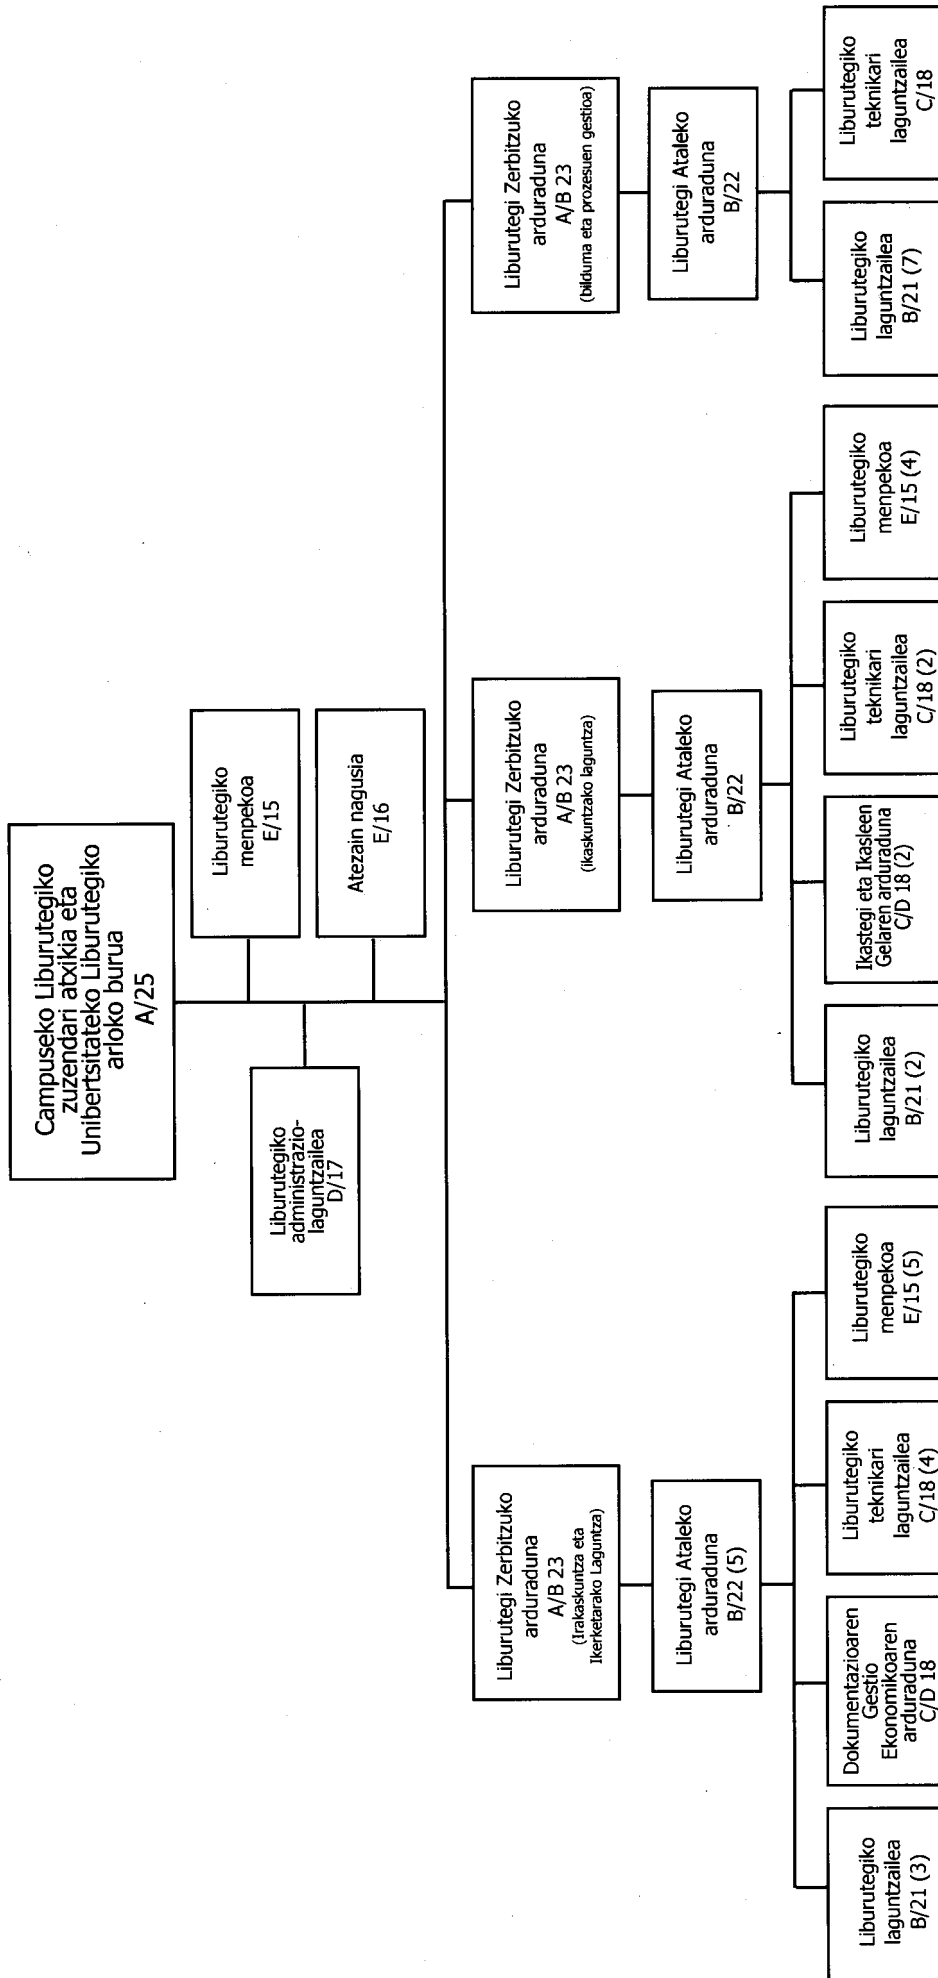 Campuseko Liburutegiko
zuzendari atxikia eta
Unibertsitateko Liburutegiko
arloko burua
A/25
Liburutegiko
menpekoa
E/15
Liburutegiko
administrazio-
laguntzailea
D/17
Atezain nagusia
E/16
Liburutegi Zerbitzuko
arduraduna
A/B 23
(Irakaskuntza eta
Ikerketarako Laguntza)
Liburutegi Zerbitzuko
arduraduna
A/B 23
(ikaskuntzako laguntza)
Liburutegi Zerbitzuko
arduraduna
A/B 23
(bilduma eta prozesuen gestioa)
Liburutegi Ataleko
arduraduna
B/22 (5)
Liburutegi Ataleko
arduraduna
B/22
Liburutegi Ataleko
arduraduna
B/22
Liburutegiko
laguntzailea
B/21 (3)
Dokumentazioaren
Gestio
Ekonomikoaren
arduraduna
C/D 18
Liburutegiko
teknikari
laguntzailea
C/18 (4)
Liburutegiko
menpekoa
E/15 (5)
Liburutegiko
laguntzailea
B/21 (2)
Ikastegi eta Ikasleen
Gelaren arduraduna
C/D 18 (2)
Liburutegiko
teknikari
laguntzailea
C/18 (2)
Liburutegiko
menpekoa
E/15 (4)
Liburutegiko
laguntzailea
B/21 (7)
Liburutegiko
teknikari
laguntzailea
C/18